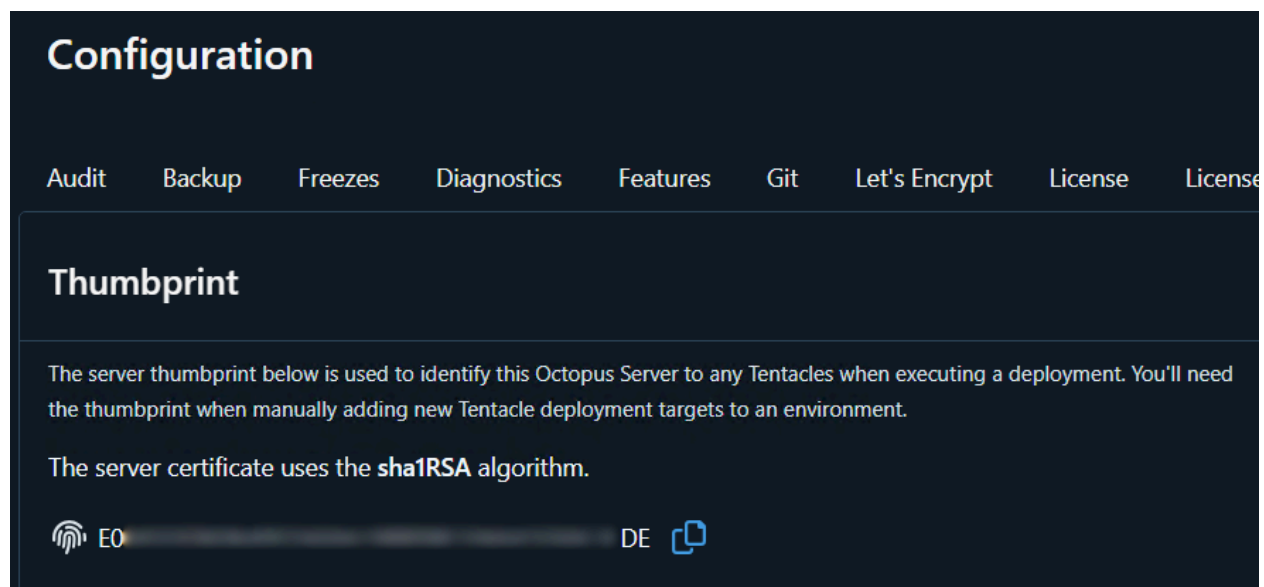 Configuration
Audit Backup Freezes Diagnostics Features Git Let's Encrypt License License
Thumbprint
The server thumbprint below is used to identify this Octopus Server to any Tentacles when executing a deployment. You'll need
the thumbprint when manually adding new Tentacle deployment targets to an environment.
The server certificate uses the sha1RSA algorithm.
E0 DE